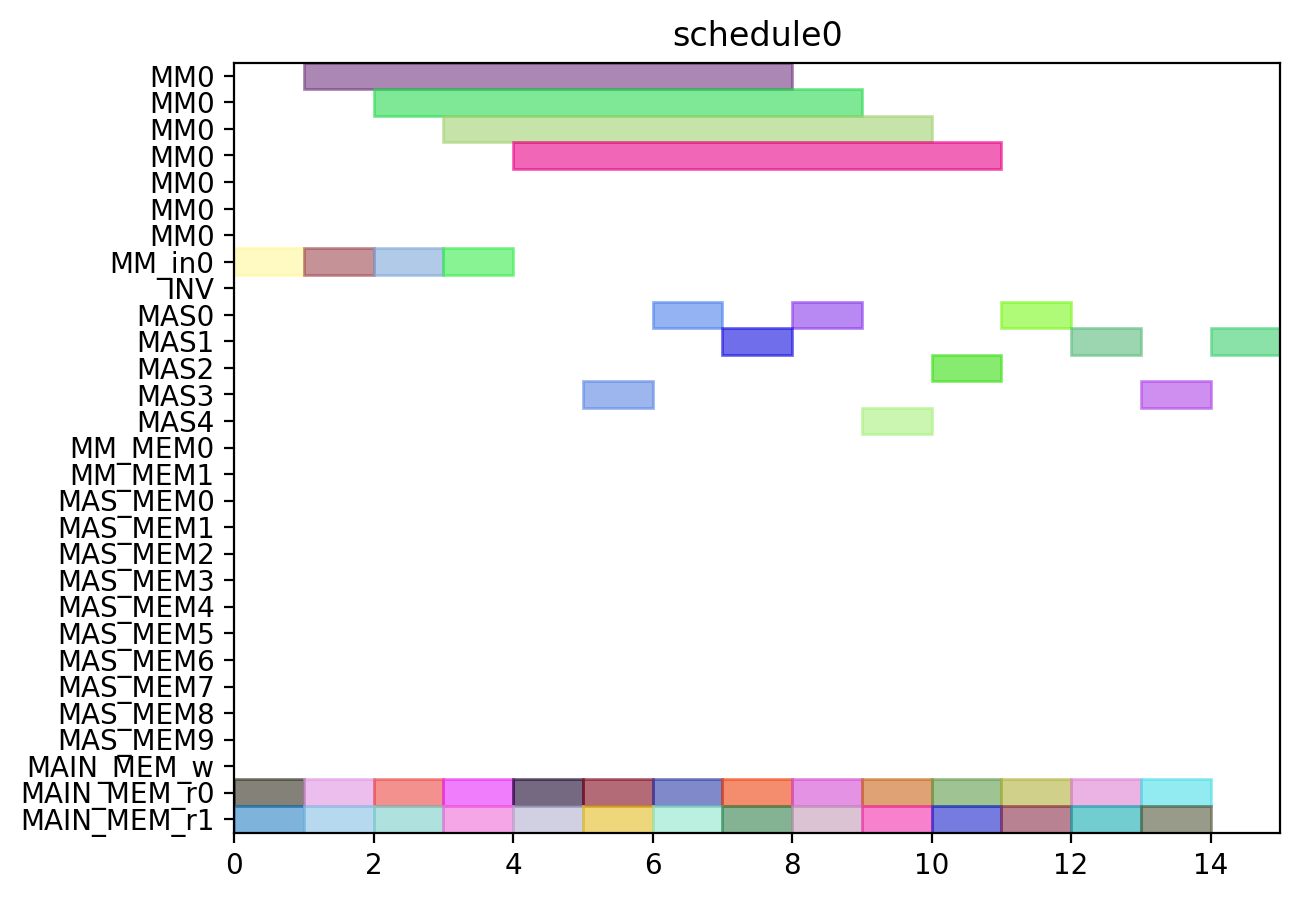 schedule0
MM0
MM0
MM0
MM0
MM0
MM0
MM0
MM_in0
INV
MAS0
MAS1
MAS2
MAS3
MAS4
MM_MEM0
MM_MEM1
MAS_MEM0
MAS_MEM1
MAS_MEM2
MAS_MEM3
MAS_MEM4
MAS_MEM5
MAS_MEM6
MAS_MEM7
MAS_MEM8
MAS_MEM9
MAIN_MEM_w
MAIN_MEM_r0
MAIN_MEM_r1
0 2 4 6 8 10 12 14